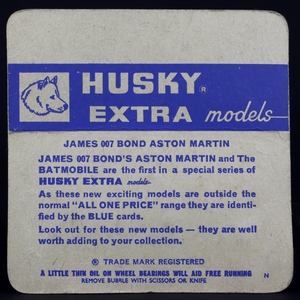 HUSKY ®
EXTRA models
JAMES 007 BOND ASTON MARTIN
JAMES 007 BOND'S ASTON MARTIN and The
BATMOBILE are the first in a special series of
HUSKY EXTRA models.
As these new exciting models are outside the
normal "ALL ONE PRICE" range they are identi-
fied by the BLUE cards.
Look out for these new models — they are well
worth adding to your collection.
® TRADE MARK REGISTERED
A LITTLE THIN OIL ON WHEEL BEARINGS WILL AID FREE RUNNING
REMOVE BUBBLE WITH SCISSORS OR KNIFE
N